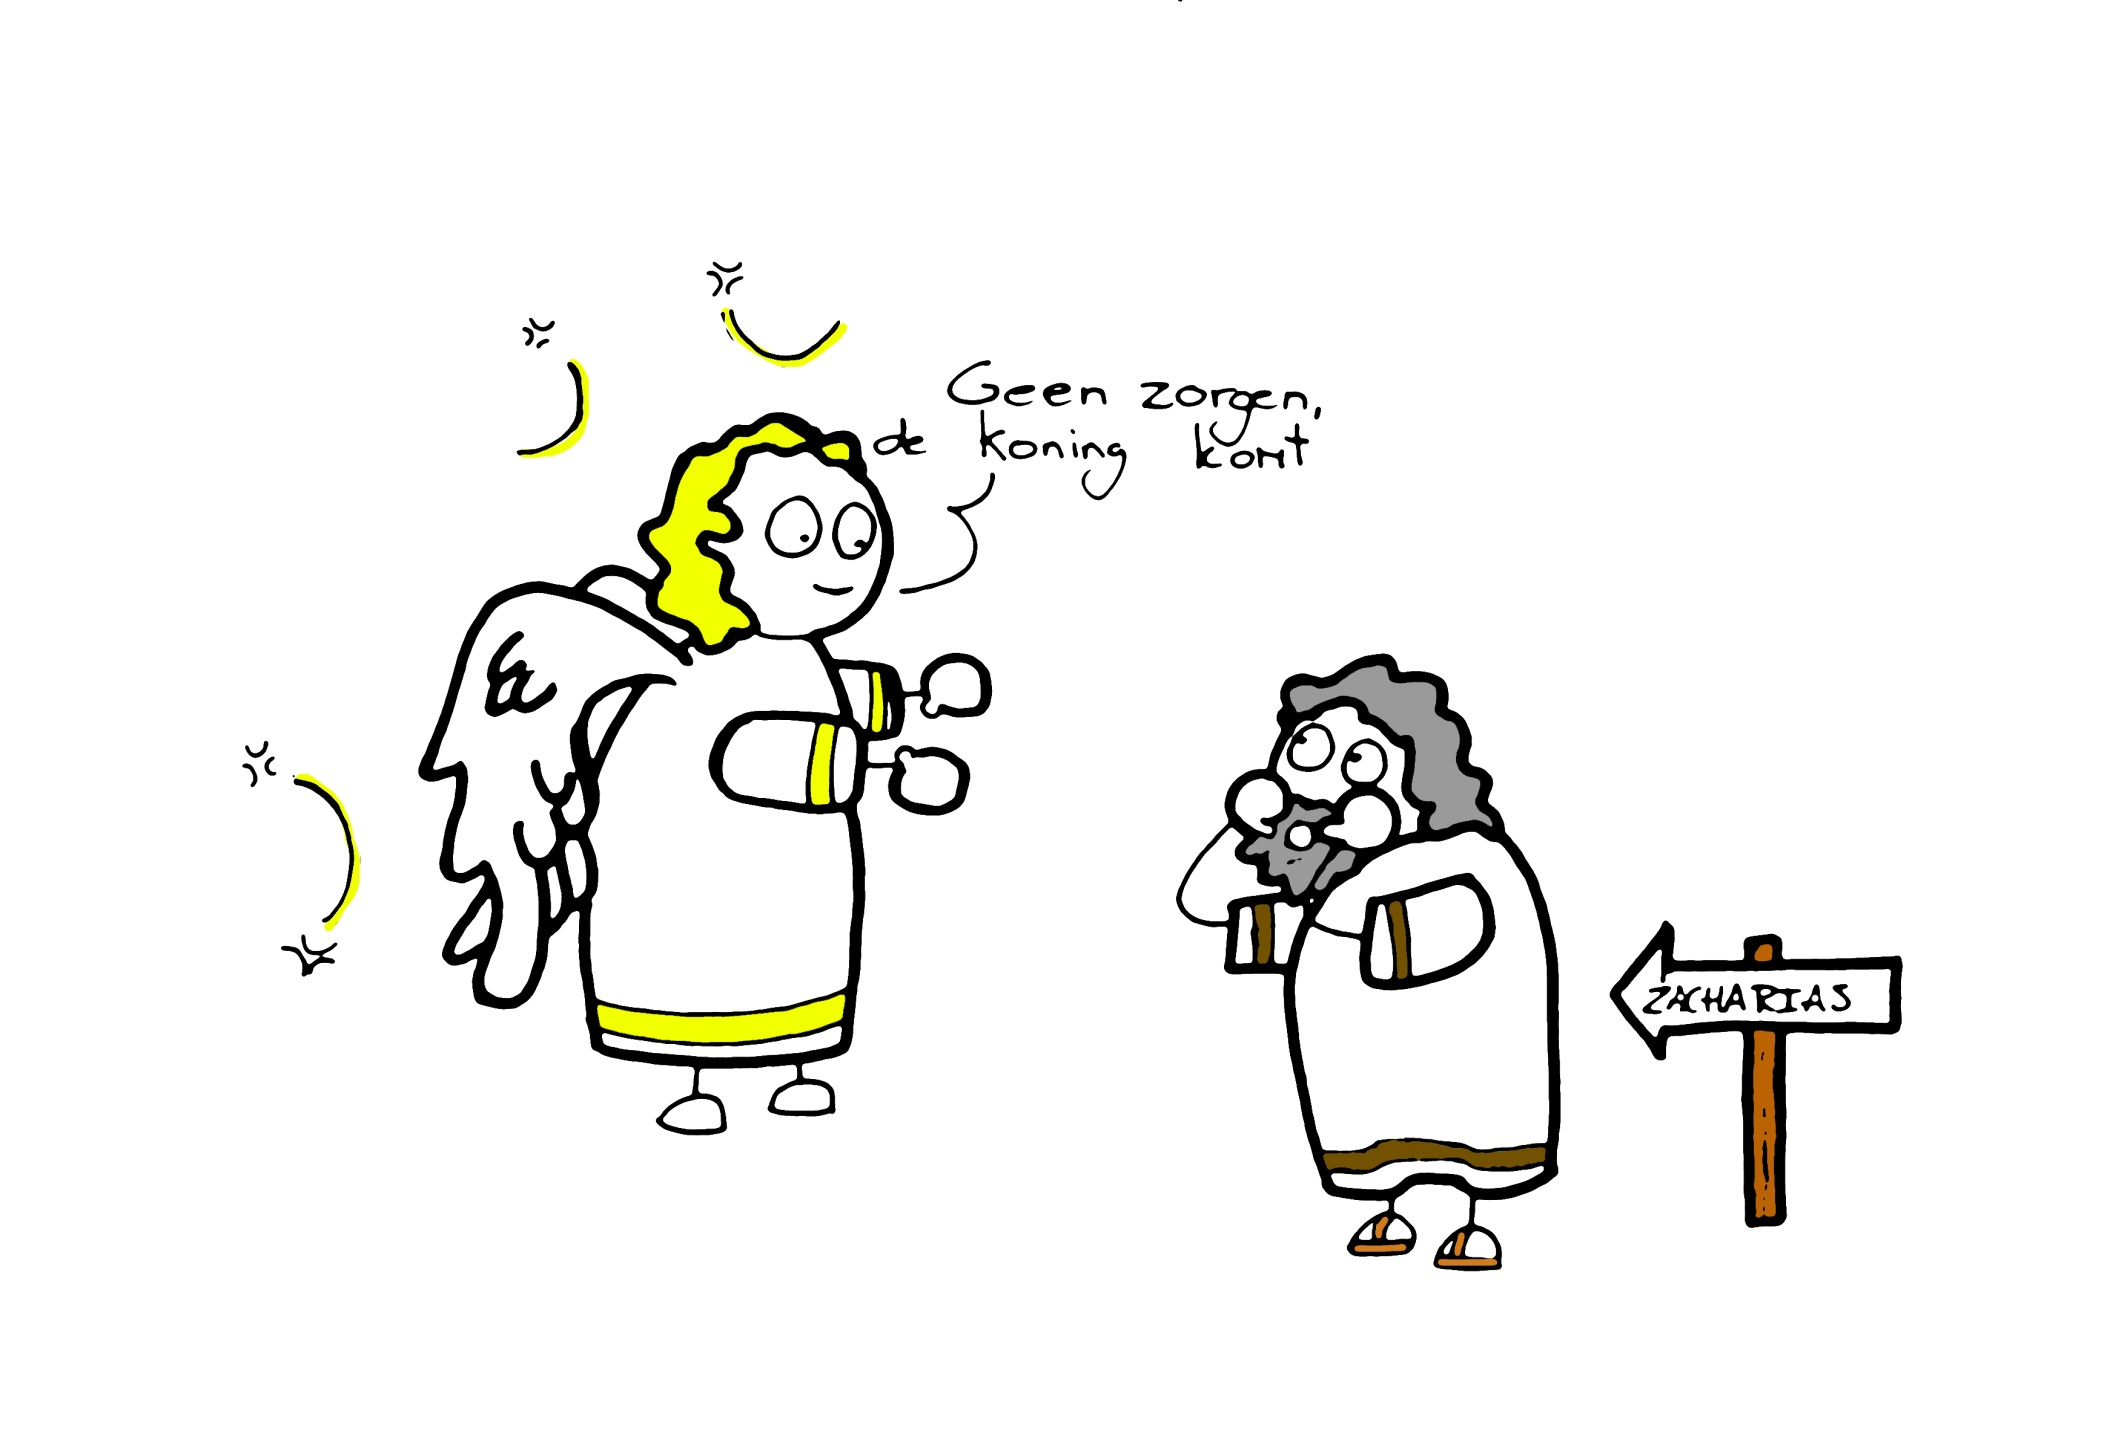 Geen zorgen,
de koning komt
ZACHARIAS